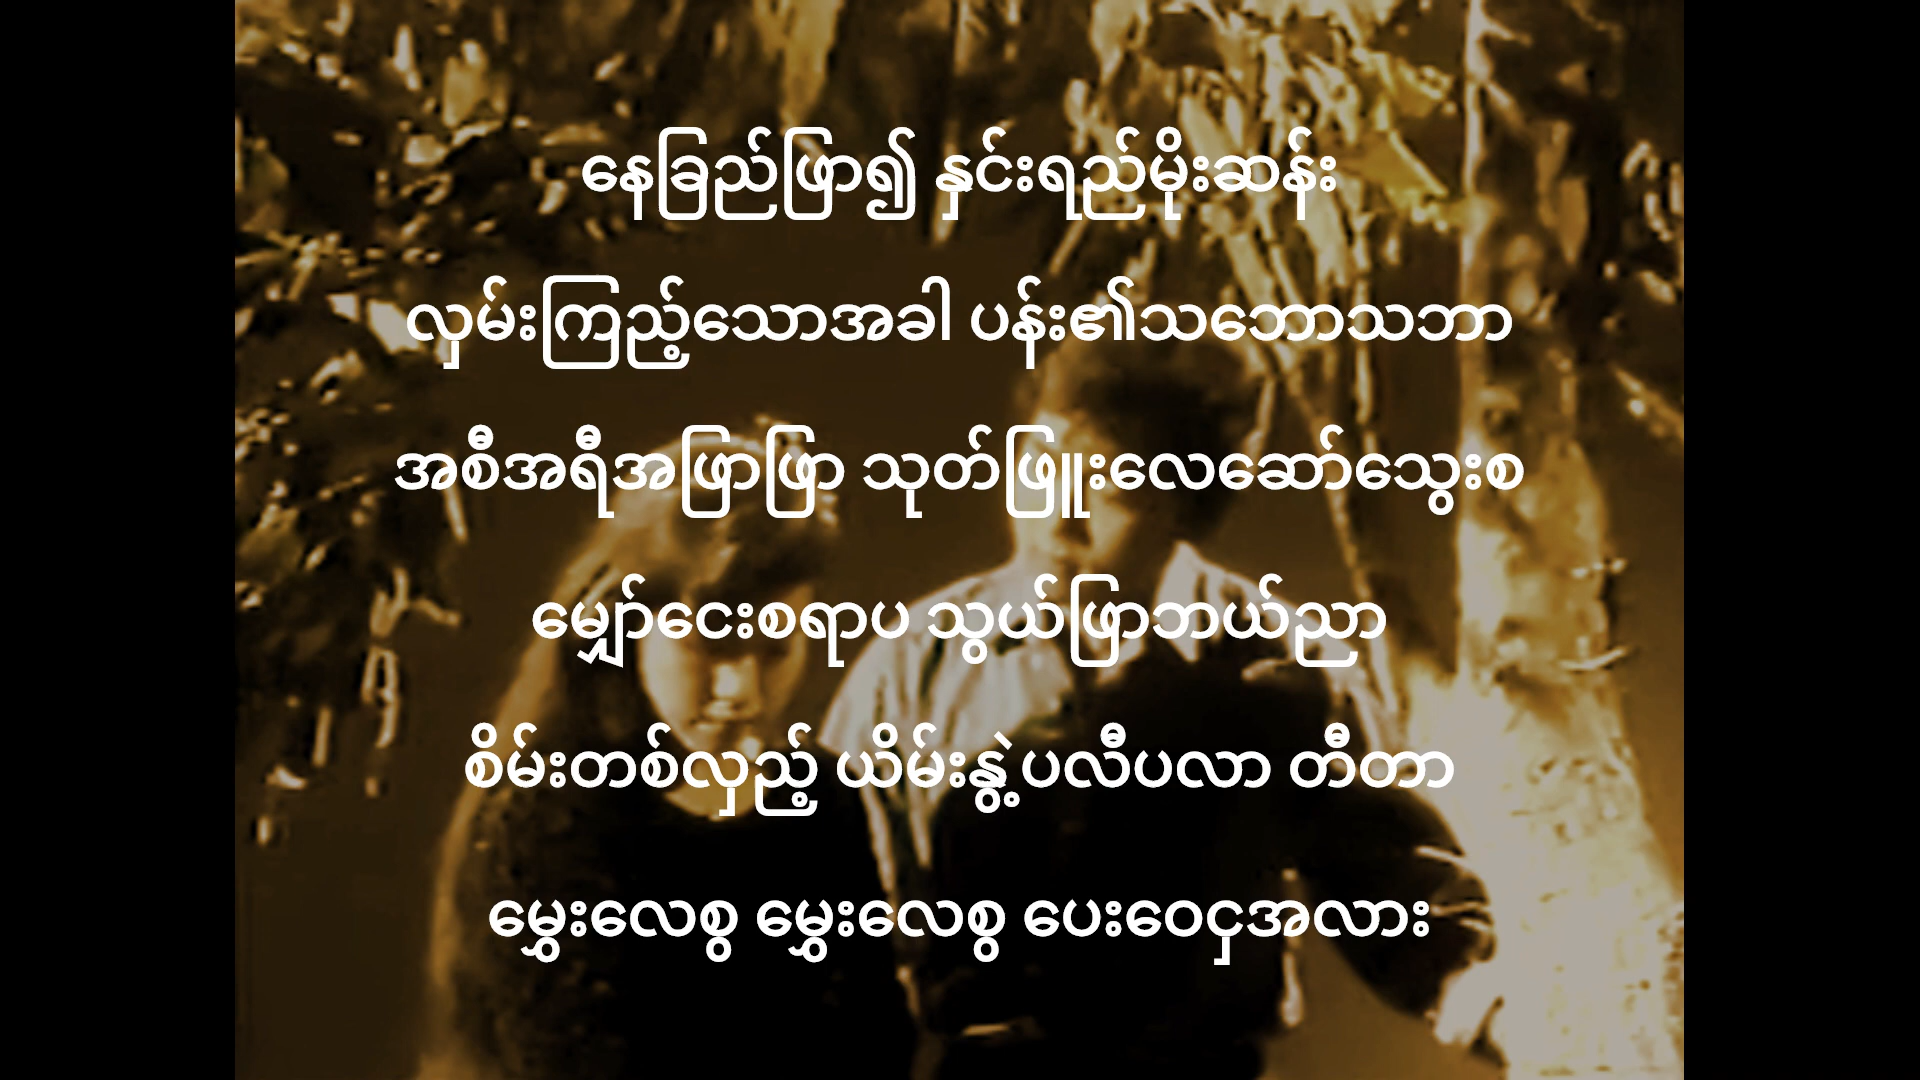 နေခြည်ဖြာ၍ နှင်းရည်မိုးဆန်း
လှမ်းကြည့်သောအခါ ပန်း၏သဘောသဘာ
အစီအရီအဖြာဖြာ သုတ်ဖြူးလေဆော်သွေးစ
မျှော်ငေးစရာပ သွယ်ဖြာဘယ်ညာ
စိမ်းတစ်လှည့် ယိမ်းနွဲ့ပလီပလာ တီတာ
မွှေးလေစွ မွှေးလေစွ ပေးဝေငှအလား